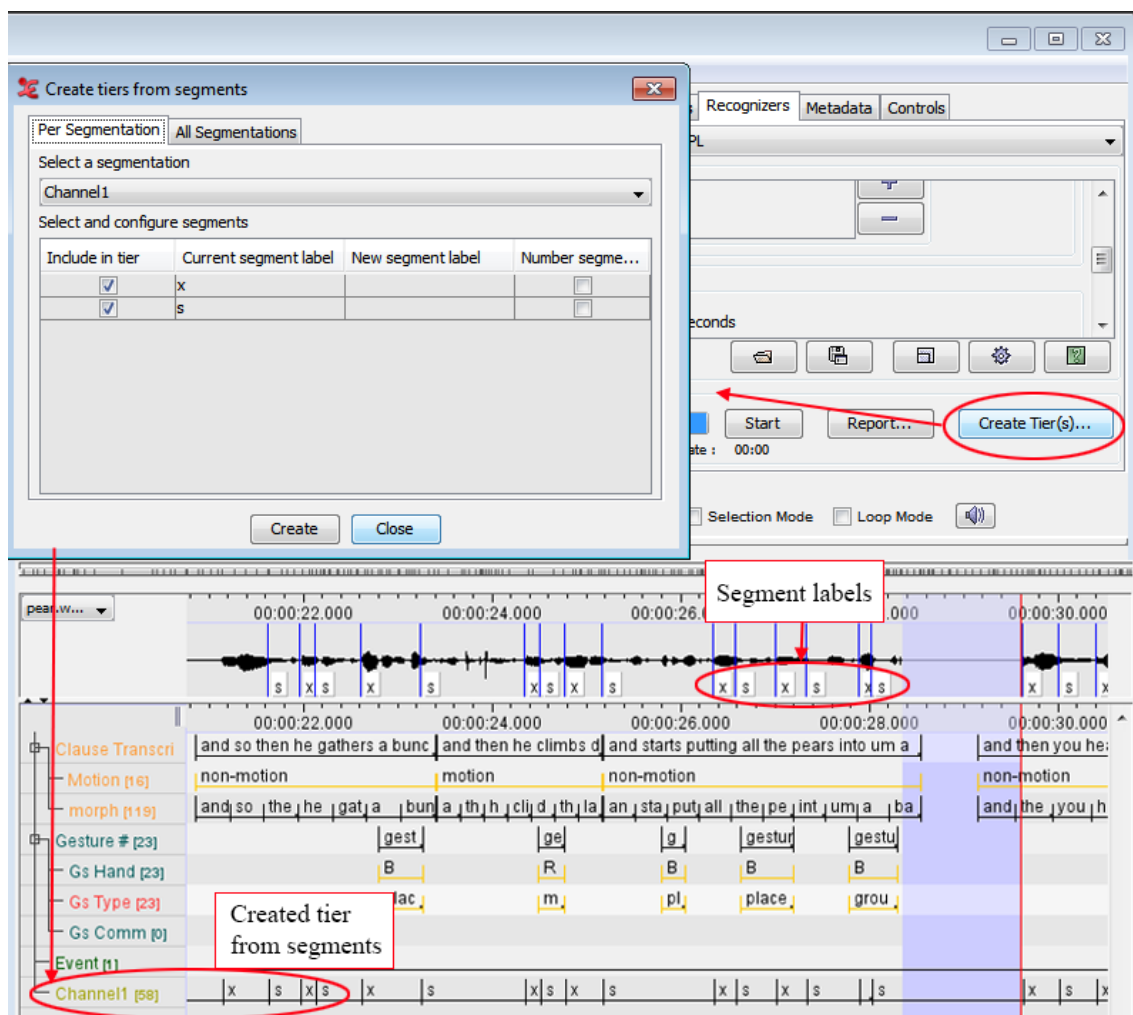 Create tiers from segments
Per Segmentation All Segmentations
Select a segmentation
Channel1
Select and configure segments
Include in tier Current segment label New segment label Number segme...
x
s
Create Close
s Recognizers Metadata Controls
PL
econds
Start Report... Create Tier(s)...
ate : 00:00
Selection Mode Loop Mode
Segment labels
pear.w...
00:00:22.000 00:00:24.000 00:00:26.0 .000 00:00:30.000
s x s x s x s x s x s x s x s x s x
00:00:22.000 00:00:24.000 00:00:26.000 00:00:28.000 00:00:30.000
Clause Transcri and so then he gathers a bunc and then he climbs d and starts putting all the pears into um a and then you hea
Motion [16] non-motion motion non-motion non-motion
morph [119] and so the he gat a bun a th h cli d th la an sta put all the pe int um a ba and the you h
Gesture # [23] gest ge g gestur gestu
Gs Hand [23] B R B B B
Gs Type [23] lac m pl place grou
Gs Comm [0]
Created tier
from segments
Event [1]
Channel1 [58] x s x s x s x s x s x s x s s x s x